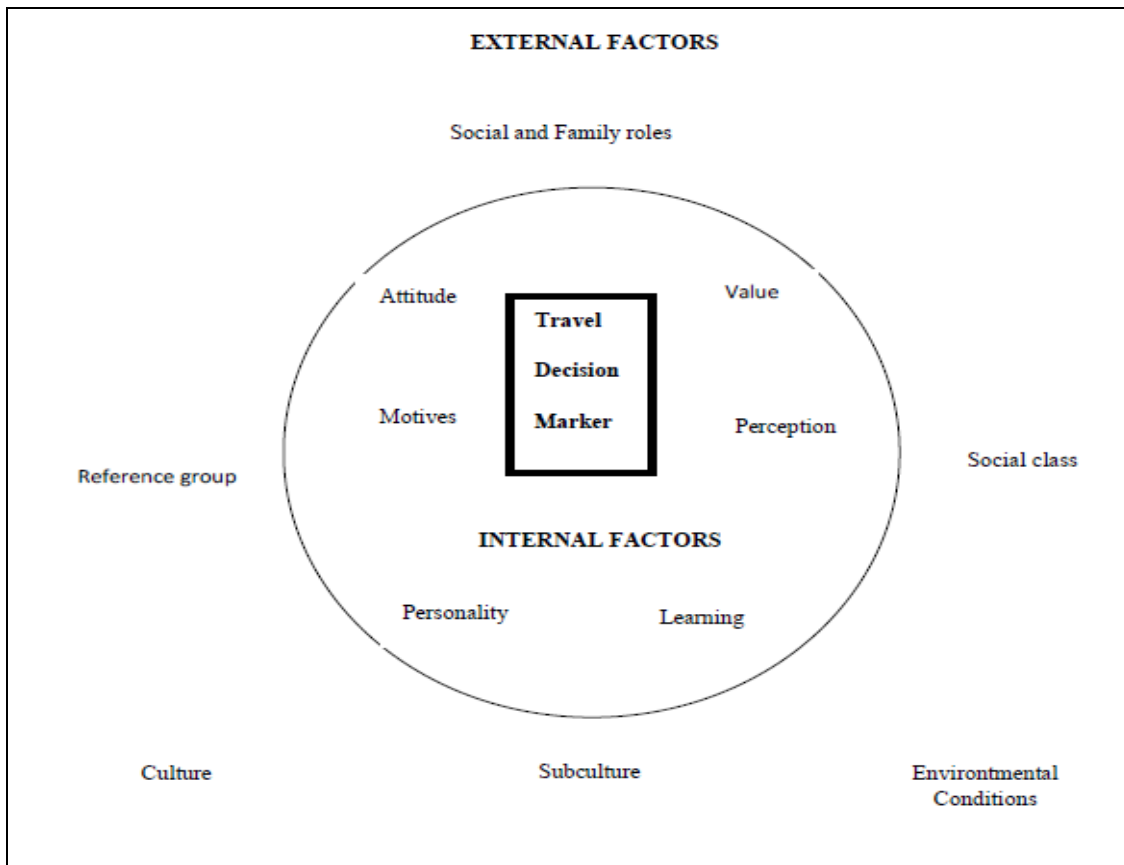 EXTERNAL FACTORS
Social and Family roles
Attitude
Value
Travel
Decision
Marker
Motives
Perception
Reference group
Social class
INTERNAL FACTORS
Personality
Learning
Culture
Subculture
Environtmental
Conditions